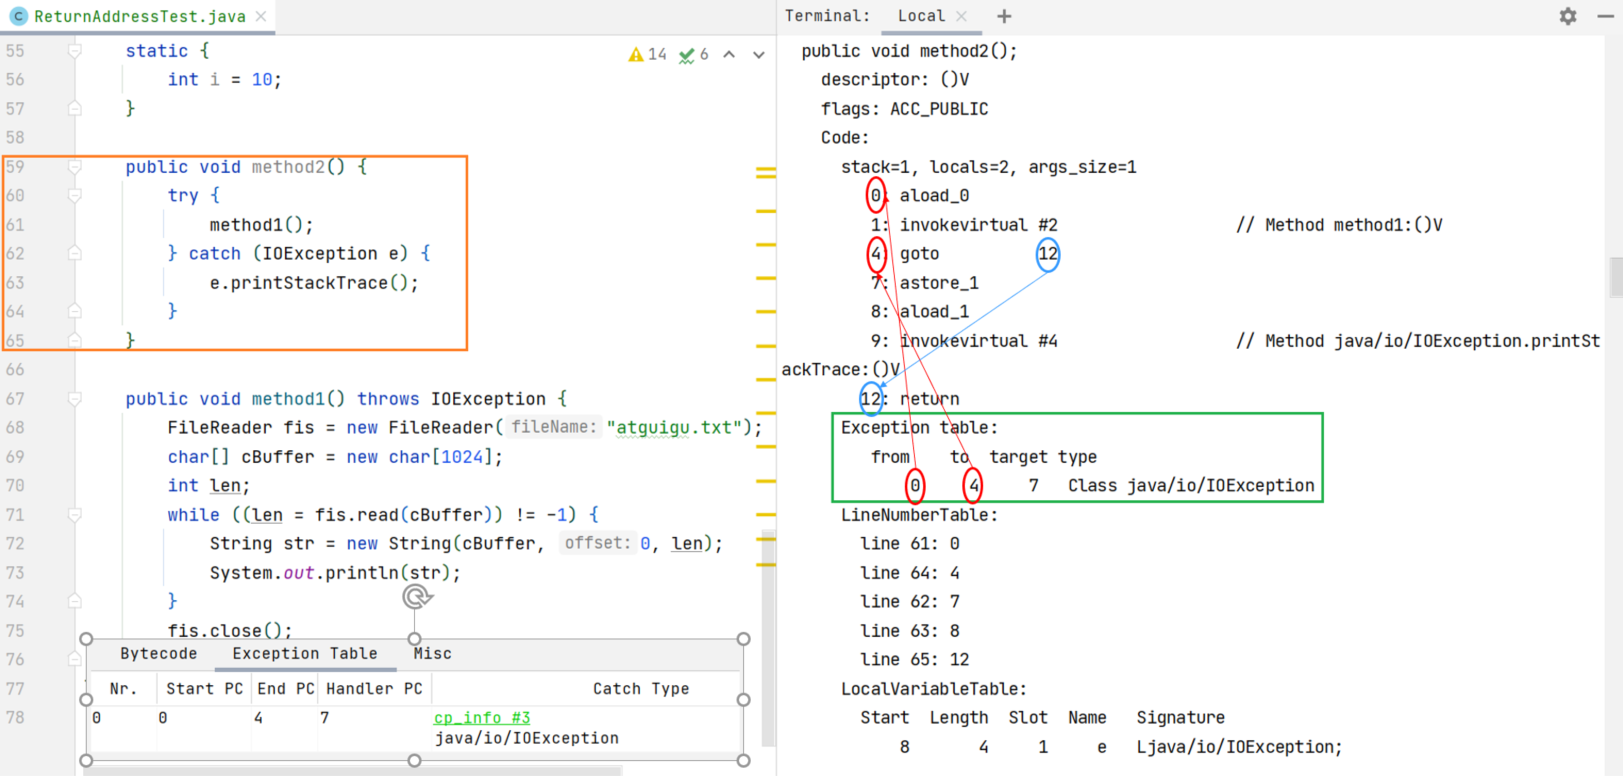 ReturnAddressTest.java
14 6
55 static {
56 int i = 10;
57 }
58
59 public void method2() {
60 try {
61 method1();
62 } catch (IOException e) {
63 e.printStackTrace();
64 }
65 }
66
67 public void method1() throws IOException {
68 FileReader fis = new FileReader( fileName: "atguigu.txt");
69 char[] cBuffer = new char[1024];
70 int len;
71 while ((len = fis.read(cBuffer)) != -1) {
72 String str = new String(cBuffer, offset: 0, len);
73 System.out.println(str);
74 }
75 fis.close();
76
77
78
Bytecode Exception Table Misc
Nr. Start PC End PC Handler PC Catch Type
0 0 4 7 cp_info #3
java/io/IOException
Terminal: Local
public void method2();
descriptor: ()V
flags: ACC_PUBLIC
Code:
stack=1, locals=2, args_size=1
0: aload_0
1: invokevirtual #2 // Method method1:()V
4: goto 12
7: astore_1
8: aload_1
9: invokevirtual #4 // Method java/io/IOException.printSt
ackTrace:()V
12: return
Exception table:
from to target type
0 4 7 Class java/io/IOException
LineNumberTable:
line 61: 0
line 64: 4
line 62: 7
line 63: 8
line 65: 12
LocalVariableTable:
Start Length Slot Name Signature
8 4 1 e Ljava/io/IOException;